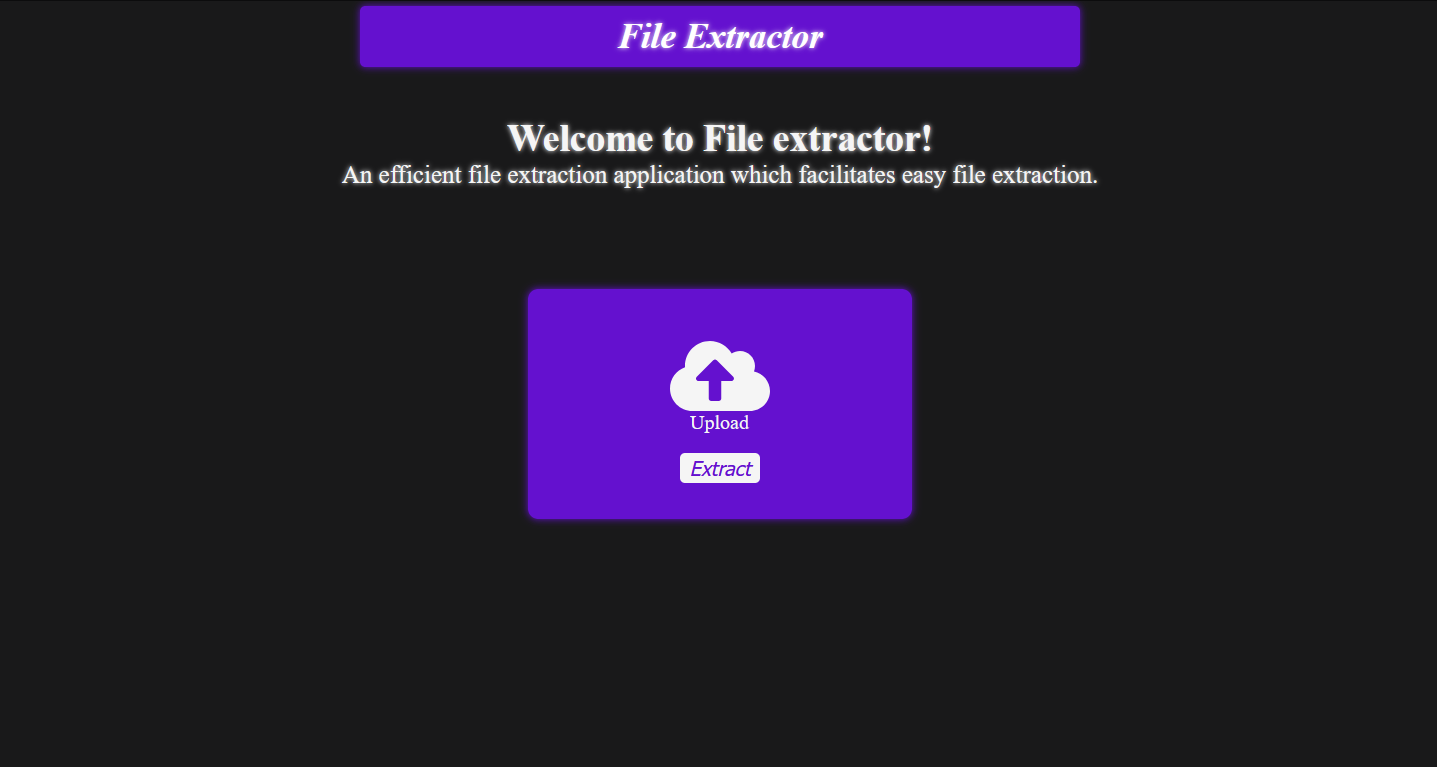 File Extractor
Welcome to File extractor!
An efficient file extraction application which facilitates easy file extraction.
Upload
Extract